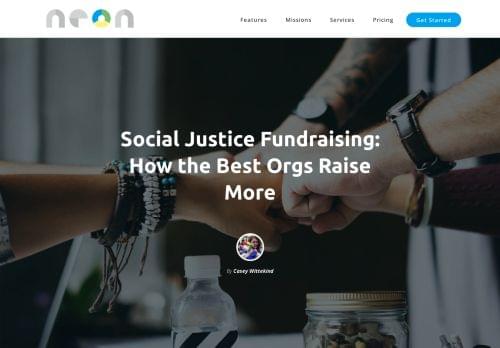 neon
Features Missions Services Pricing Get Started
Social Justice Fundraising:
How the Best Orgs Raise
More
By Casey Wittekind